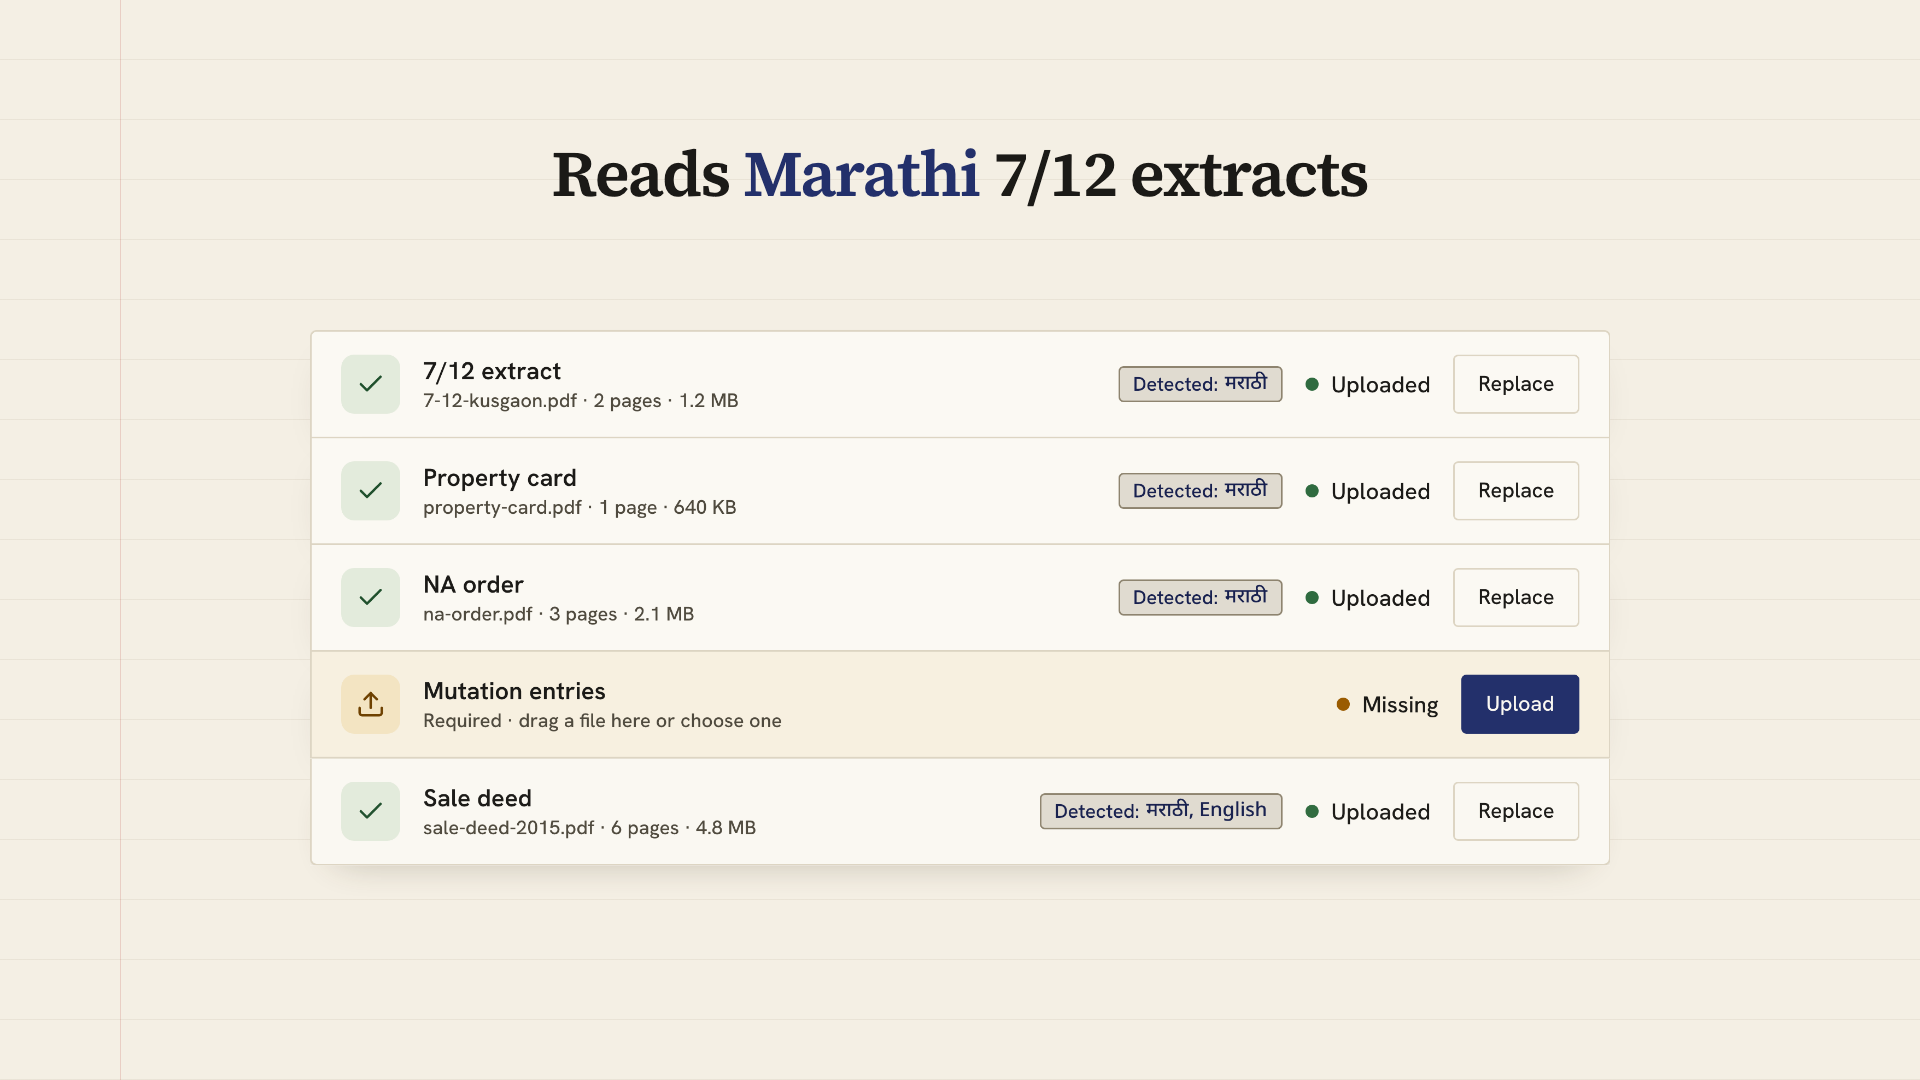 Reads Marathi 7/12 extracts
7/12 extract
7-12-kusgaon.pdf · 2 pages · 1.2 MB
Detected: मराठी
Uploaded
Replace
Property card
property-card.pdf · 1 page · 640 KB
Detected: मराठी
Uploaded
Replace
NA order
na-order.pdf · 3 pages · 2.1 MB
Detected: मराठी
Uploaded
Replace
Mutation entries
Required · drag a file here or choose one
Missing
Upload
Sale deed
sale-deed-2015.pdf · 6 pages · 4.8 MB
Detected: मराठी, English
Uploaded
Replace